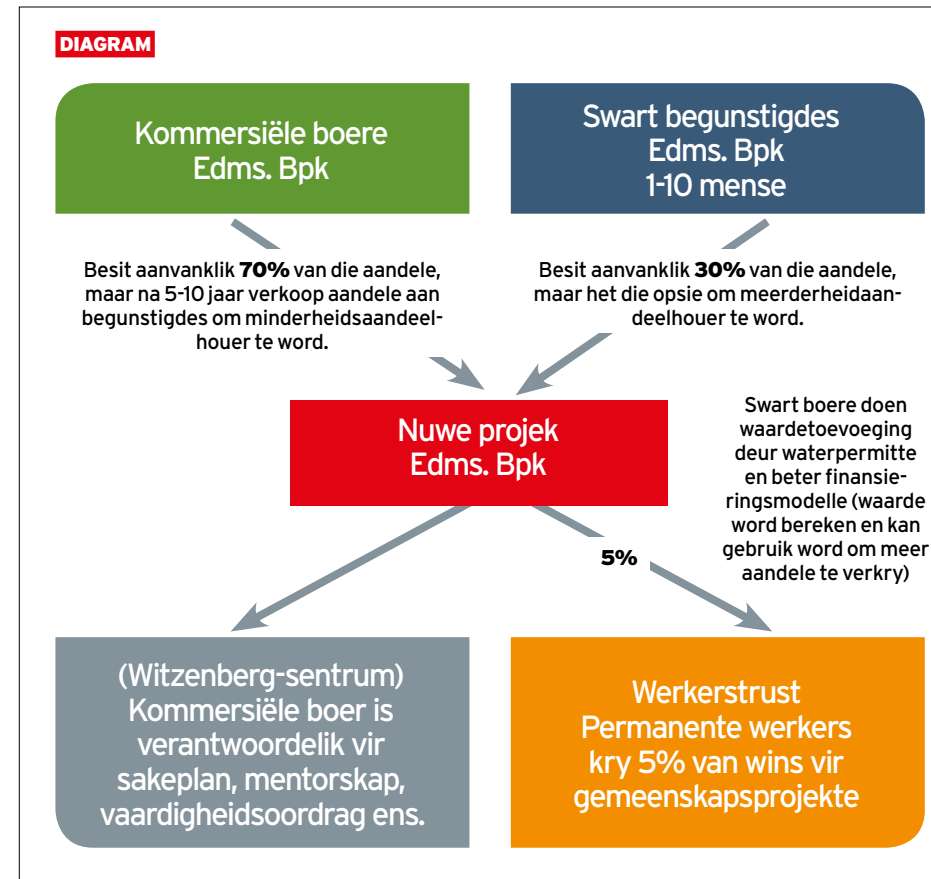 DIAGRAM
Kommersiële boere
Edms. Bpk
Swart begunstigdes
Edms. Bpk
1-10 mense
Besit aanvanklik 70% van die aandele,
maar na 5-10 jaar verkoop aandele aan
begunstigdes om minderheidsaandeel-
houer te word.
Besit aanvanklik 30% van die aandele,
maar het die opsie om meerderheidaan-
deelhouer te word.
Nuwe projek
Edms. Bpk
Swart boere doen
waardetoevoeging
deur waterpermitte
en beter finansie-
ringsmodelle (waarde
word bereken en kan
gebruik word om meer
aandele te verkry)
5%
(Witzenberg-sentrum)
Kommersiële boer is
verantwoordelik vir
sakeplan, mentorskap,
vaardigheidsoordrag ens.
Werkerstrust
Permanente werkers
kry 5% van wins vir
gemeenskapsprojekte